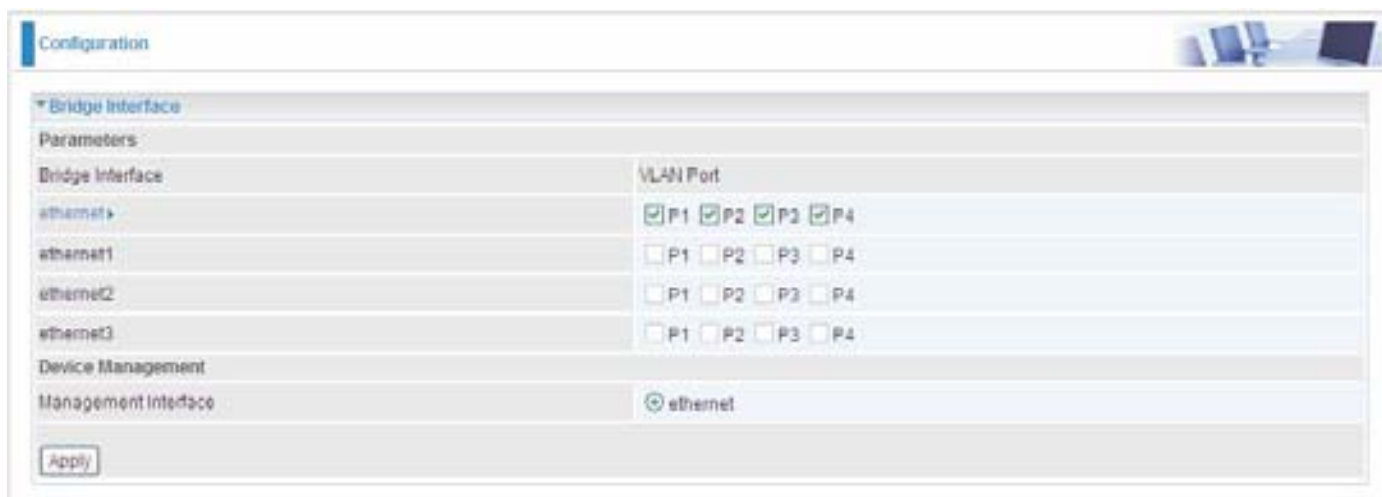 Configuration
Bridge Interface
Parameters
Bridge Interface VLAN Port
ethernet P1 P2 P3 P4
ethernet1 P1 P2 P3 P4
ethernet2 P1 P2 P3 P4
ethernet3 P1 P2 P3 P4
Device Management
Management Interface ethernet
Apply